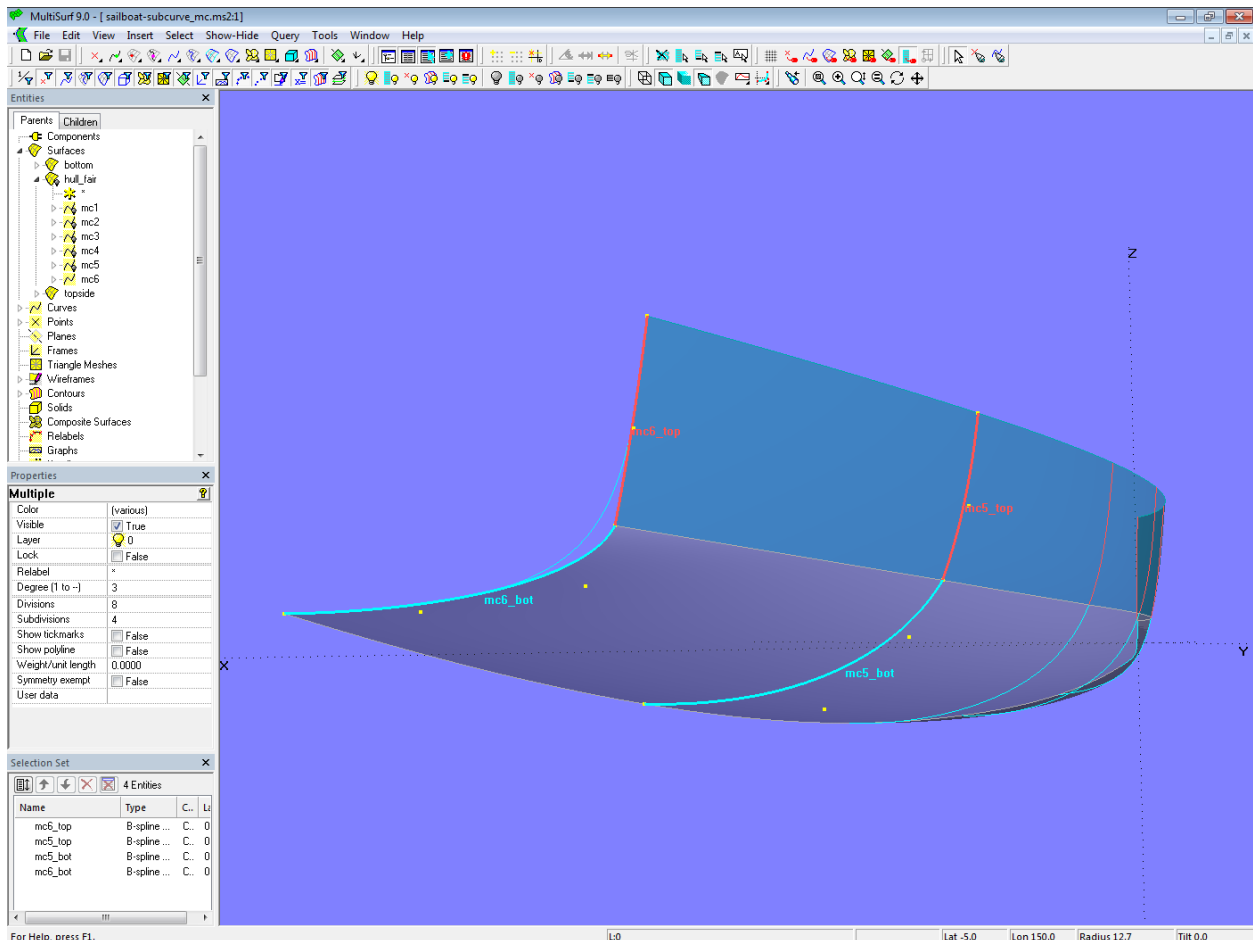 MultiSurf 9.0 - [ sailboat-subcurve_mc.ms2:1]
File Edit View Insert Select Show-Hide Query Tools Window Help
Entities
Parents Children
Components
Surfaces
bottom
hull_fair
*
mc1
mc2
mc3
mc4
mc5
mc6
topside
Curves
Points
Planes
Frames
Triangle Meshes
Wireframes
Contours
Solids
Composite Surfaces
Relabels
Graphs
Properties
Multiple
Color (various)
Visible True
Layer 0
Lock False
Relabel *
Degree (1 to --) 3
Divisions 8
Subdivisions 4
Show tickmarks False
Show polyline False
Weight/unit length 0.0000
Symmetry exempt False
User data
Selection Set
4 Entities
Name Type C.. La
mc6_top B-spline ... C.. 0
mc5_top B-spline ... C.. 0
mc5_bot B-spline ... C.. 0
mc6_bot B-spline ... C.. 0
Z
mc6_top
mc5_top
mc6_bot
Y
X
mc5_bot
For Help, press F1.
L:0
Lat -5.0 Lon 150.0 Radius 12.7 Tilt 0.0